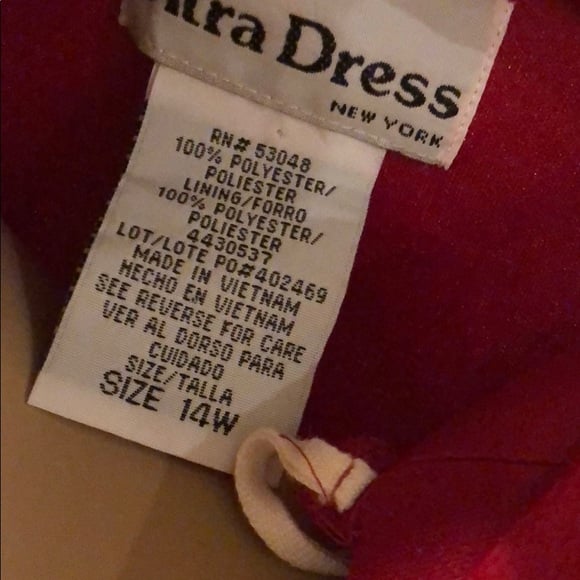 Dress
NEW YORK
RN# 53048
100% POLYESTER/
POLIESTER
LINING/FORRO
100% POLYESTER/
POLIESTER
4430537
LOT/LOTE PO#402469
MADE IN VIETNAM
HECHO EN VIETNAM
SEE REVERSE FOR CARE
VER AL DORSO PARA
CUIDADO
SIZE/TALLA
SIZE 14W